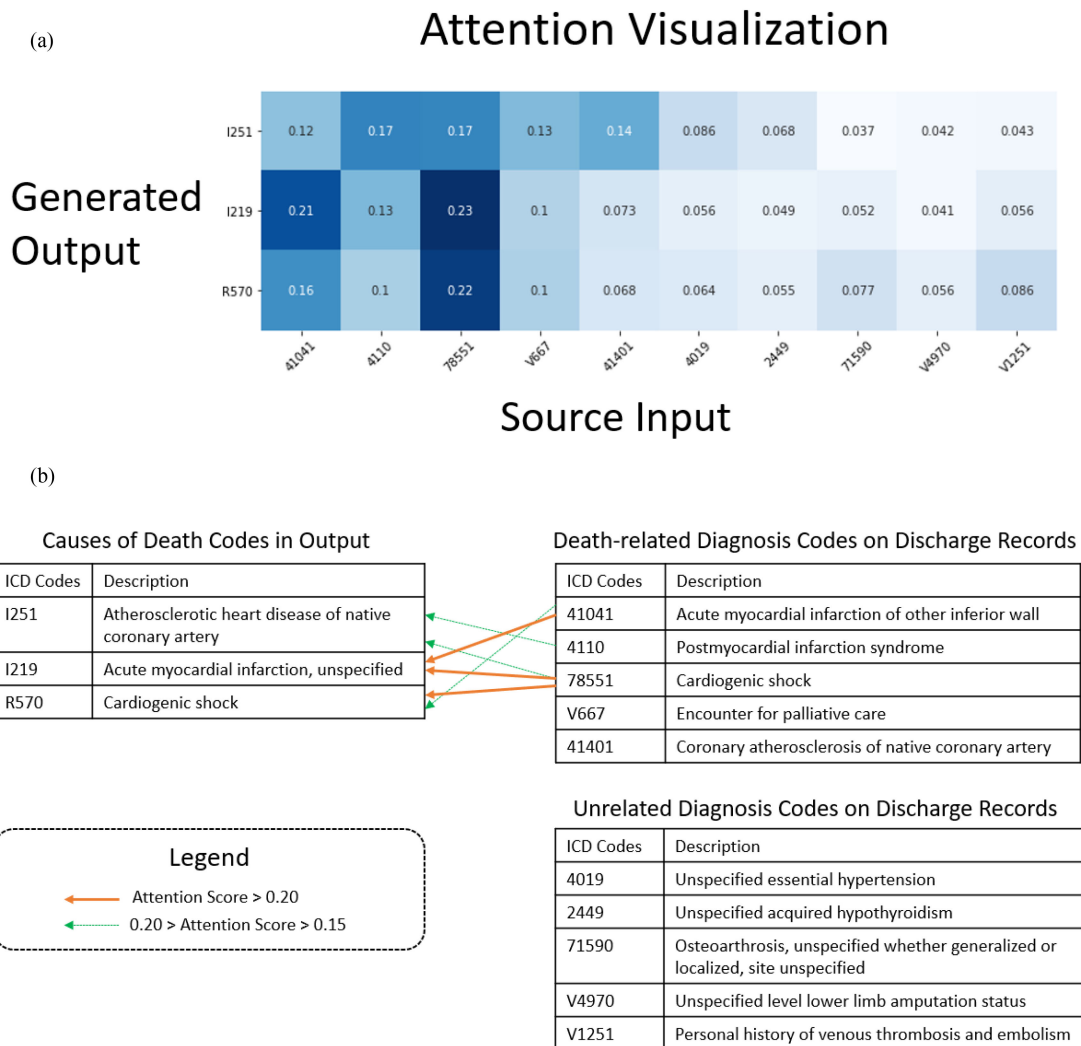 (a)
Attention Visualization
Generated
Output
I251
0.12 0.17 0.17 0.13 0.14 0.086 0.068 0.037 0.042 0.043
I219
0.21 0.13 0.23 0.1 0.073 0.056 0.049 0.052 0.041 0.056
R570
0.16 0.1 0.22 0.1 0.068 0.064 0.055 0.077 0.056 0.086
41041 4110 78551 V667 41401 4019 2449 71590 V4970 V1251
Source Input
(b)
Causes of Death Codes in Output
ICD Codes Description
I251 Atherosclerotic heart disease of native
coronary artery
I219 Acute myocardial infarction, unspecified
R570 Cardiogenic shock
Death-related Diagnosis Codes on Discharge Records
ICD Codes Description
41041 Acute myocardial infarction of other inferior wall
4110 Postmyocardial infarction syndrome
78551 Cardiogenic shock
V667 Encounter for palliative care
41401 Coronary atherosclerosis of native coronary artery
Legend
Attention Score > 0.20
0.20 > Attention Score > 0.15
Unrelated Diagnosis Codes on Discharge Records
ICD Codes Description
4019 Unspecified essential hypertension
2449 Unspecified acquired hypothyroidism
71590 Osteoarthrosis, unspecified whether generalized or
localized, site unspecified
V4970 Unspecified level lower limb amputation status
V1251 Personal history of venous thrombosis and embolism